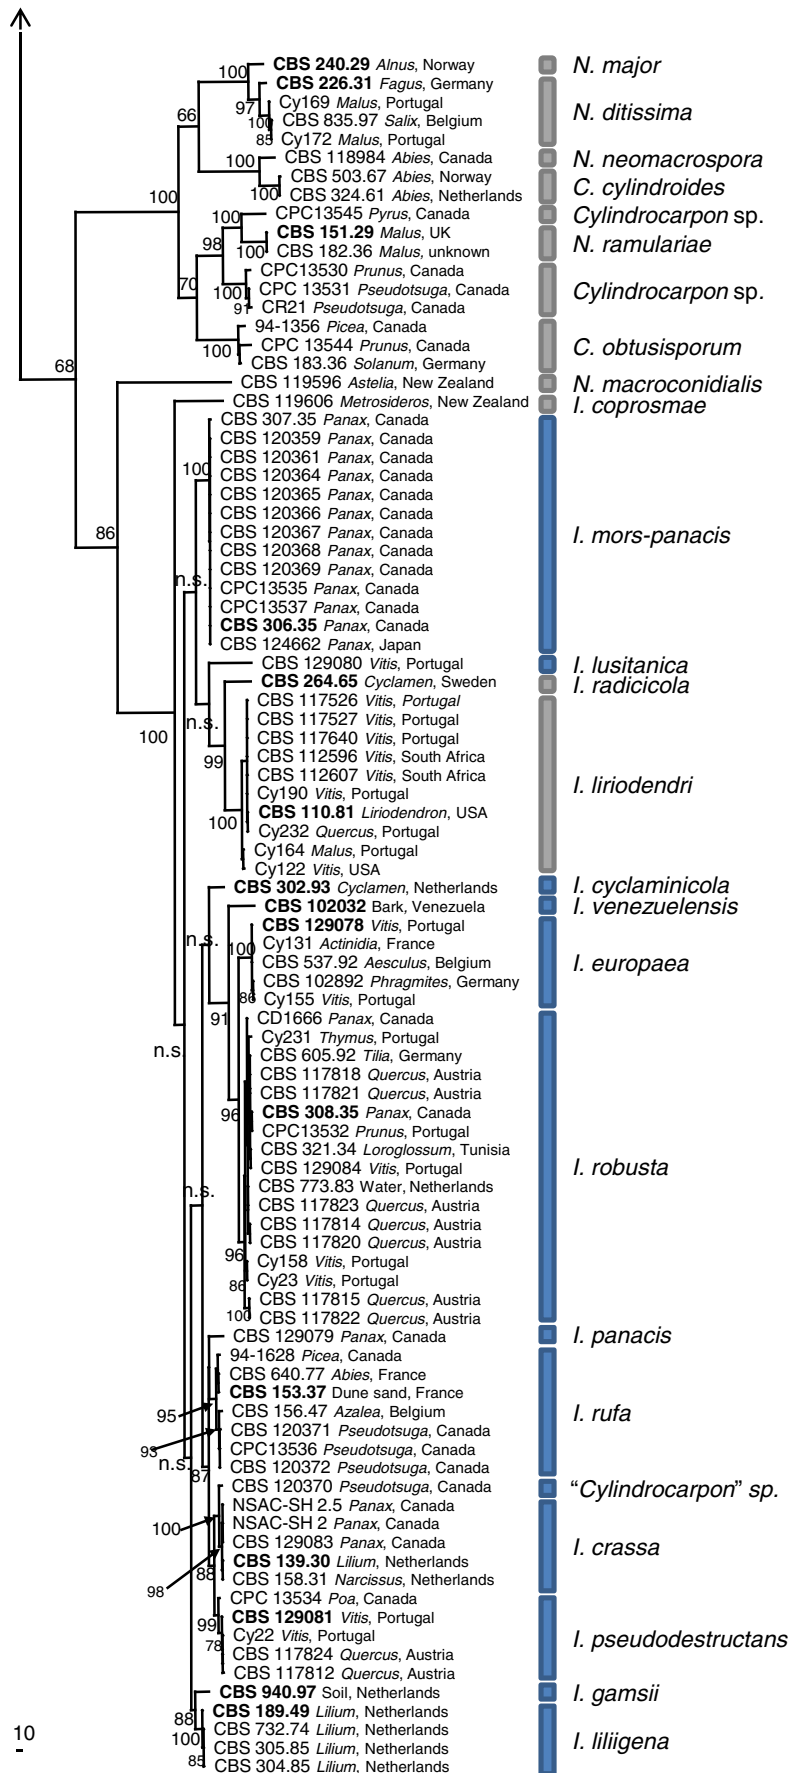 100
CBS 240.29 Alnus, Norway
N. major
CBS 226.31 Fagus, Germany
97
Cy169 Malus, Portugal
N. ditissima
66
100
CBS 835.97 Salix, Belgium
85
Cy172 Malus, Portugal
100
CBS 118984 Abies, Canada
N. neomacrospora
CBS 503.67 Abies, Norway
C. cylindroides
100
100
CBS 324.61 Abies, Netherlands
100
CPC13545 Pyrus, Canada
Cylindrocarpon sp.
98
CBS 151.29 Malus, UK
N. ramulariae
100
CBS 182.36 Malus, unknown
CPC13530 Prunus, Canada
70
100
CPC 13531 Pseudotsuga, Canada
Cylindrocarpon sp.
91
CR21 Pseudotsuga, Canada
94-1356 Picea, Canada
100
CPC 13544 Prunus, Canada
C. obtusisporum
68
CBS 183.36 Solanum, Germany
CBS 119596 Astelia, New Zealand
N. macroconidialis
CBS 119606 Metrosideros, New Zealand
I. coprosmae
CBS 307.35 Panax, Canada
CBS 120359 Panax, Canada
CBS 120361 Panax, Canada
100
CBS 120364 Panax, Canada
CBS 120365 Panax, Canada
CBS 120366 Panax, Canada
86
CBS 120367 Panax, Canada
I. mors-panacis
CBS 120368 Panax, Canada
CBS 120369 Panax, Canada
n.s.
CPC13535 Panax, Canada
CPC13537 Panax, Canada
CBS 306.35 Panax, Canada
CBS 124662 Panax, Japan
CBS 129080 Vitis, Portugal
I. lusitanica
CBS 264.65 Cyclamen, Sweden
I. radicicola
CBS 117526 Vitis, Portugal
n.s.
CBS 117527 Vitis, Portugal
100
CBS 117640 Vitis, Portugal
99
CBS 112596 Vitis, South Africa
CBS 112607 Vitis, South Africa
I. liriodendri
Cy190 Vitis, Portugal
100
CBS 110.81 Liriodendron, USA
Cy232 Quercus, Portugal
Cy164 Malus, Portugal
Cy122 Vitis, USA
CBS 302.93 Cyclamen, Netherlands
I. cyclaminicola
CBS 102032 Bark, Venezuela
I. venezuelensis
CBS 129078 Vitis, Portugal
n.s.
100
Cy131 Actinidia, France
CBS 537.92 Aesculus, Belgium
I. europaea
CBS 102892 Phragmites, Germany
86
Cy155 Vitis, Portugal
91
CD1666 Panax, Canada
Cy231 Thymus, Portugal
n.s.
CBS 605.92 Tilia, Germany
CBS 117818 Quercus, Austria
CBS 117821 Quercus, Austria
96
CBS 308.35 Panax, Canada
CPC13532 Prunus, Portugal
CBS 321.34 Loroglossum, Tunisia
CBS 129084 Vitis, Portugal
I. robusta
n.s.
CBS 773.83 Water, Netherlands
CBS 117823 Quercus, Austria
CBS 117814 Quercus, Austria
CBS 117820 Quercus, Austria
96
Cy158 Vitis, Portugal
86
Cy23 Vitis, Portugal
CBS 117815 Quercus, Austria
100
CBS 117822 Quercus, Austria
CBS 129079 Panax, Canada
I. panacis
94-1628 Picea, Canada
CBS 640.77 Abies, France
CBS 153.37 Dune sand, France
95
CBS 156.47 Azalea, Belgium
I. rufa
CBS 120371 Pseudotsuga, Canada
93
CPC13536 Pseudotsuga, Canada
n.s.
87
CBS 120372 Pseudotsuga, Canada
CBS 120370 Pseudotsuga, Canada
“Cylindrocarpon” sp.
NSAC-SH 2.5 Panax, Canada
100
NSAC-SH 2 Panax, Canada
CBS 129083 Panax, Canada
I. crassa
CBS 139.30 Lilium, Netherlands
88
98
CBS 158.31 Narcissus, Netherlands
CPC 13534 Poa, Canada
99
CBS 129081 Vitis, Portugal
78
Cy22 Vitis, Portugal
I. pseudodestructans
CBS 117824 Quercus, Austria
CBS 117812 Quercus, Austria
CBS 940.97 Soil, Netherlands
I. gamsii
88
CBS 189.49 Lilium, Netherlands
10
100
CBS 732.74 Lilium, Netherlands
I. liliigena
CBS 305.85 Lilium, Netherlands
85
CBS 304.85 Lilium, Netherlands